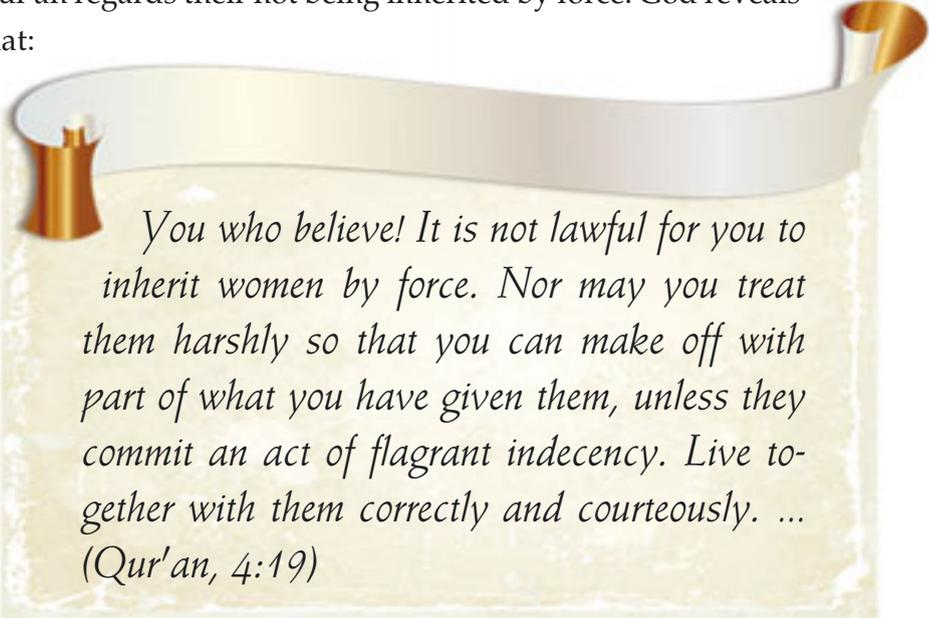 regards their not being inherited by force. God reveals
at:
You who believe! It is not lawful for you to
inherit women by force. Nor may you treat
them harshly so that you can make off with
part of what you have given them, unless they
commit an act of flagrant indecency. Live to-
gether with them correctly and courteously. ...
(Qur'an, 4:19)